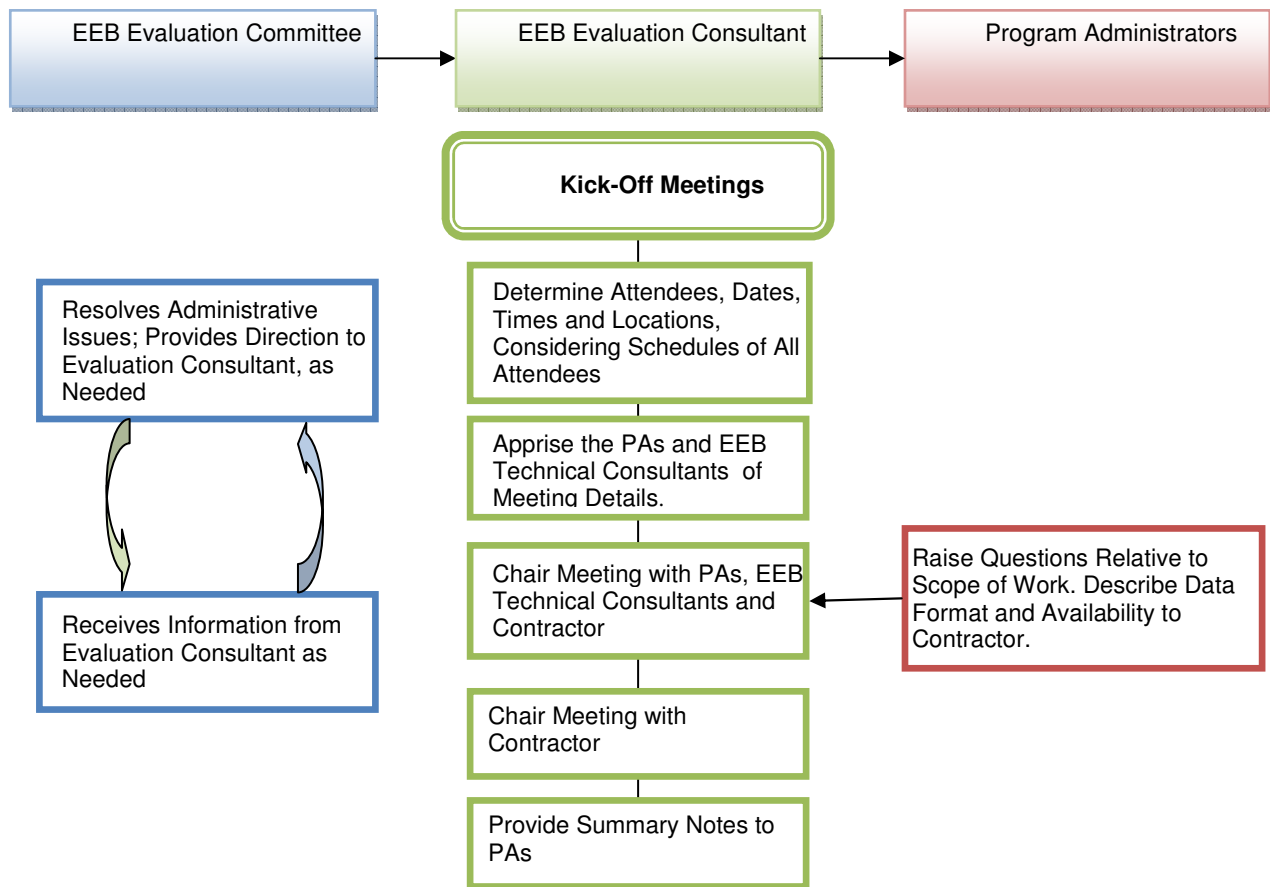 EEB Evaluation Committee
EEB Evaluation Consultant
Program Administrators
Kick-Off Meetings
Resolves Administrative
Issues; Provides Direction to
Evaluation Consultant, as
Needed
Receives Information from
Evaluation Consultant as
Needed
Determine Attendees, Dates,
Times and Locations,
Considering Schedules of All
Attendees
Apprise the PAs and EEB
Technical Consultants of
Meeting Details.
Chair Meeting with PAs, EEB
Technical Consultants and
Contractor
Chair Meeting with
Contractor
Provide Summary Notes to
PAs
Raise Questions Relative to
Scope of Work. Describe Data
Format and Availability to
Contractor.